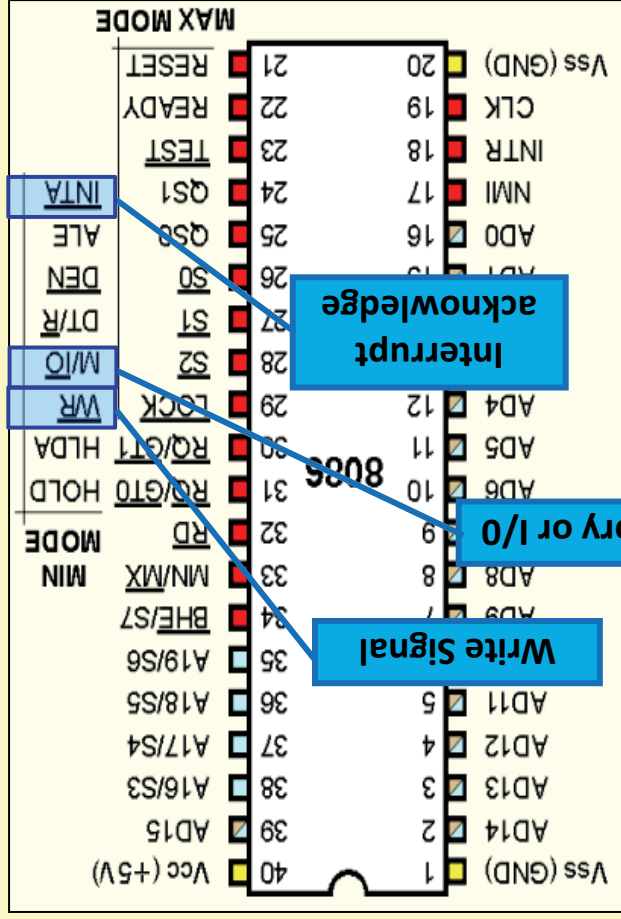 Vss (GND) 1 40 Vcc (+5V)
AD14 2 39 AD15
AD13 3 38 A16/S3
AD12 4 37 A17/S4
AD11 5 36 A18/S5
35 A19/S6
Write Signal
AD9 7 34 BHE/S7
MIN
MODE
AD8 8 33 MN/MX
9 32 RD
or I/0
AD6 10 31 RQ/GT0 HOLD
8086
AD5 11 30 RQ/GT1 HLDA
AD4 12 29 LOCK WR
28 S2 M/IO
Interrupt
acknowledge
27 S1 DT/R
26 S0 DEN
AD0 16 25 QS0 ALE
NMI 17 24 QS1 INTA
INTR 18 23 TEST
CLK 19 22 READY
Vss (GND) 20 21 RESET
MAX MODE